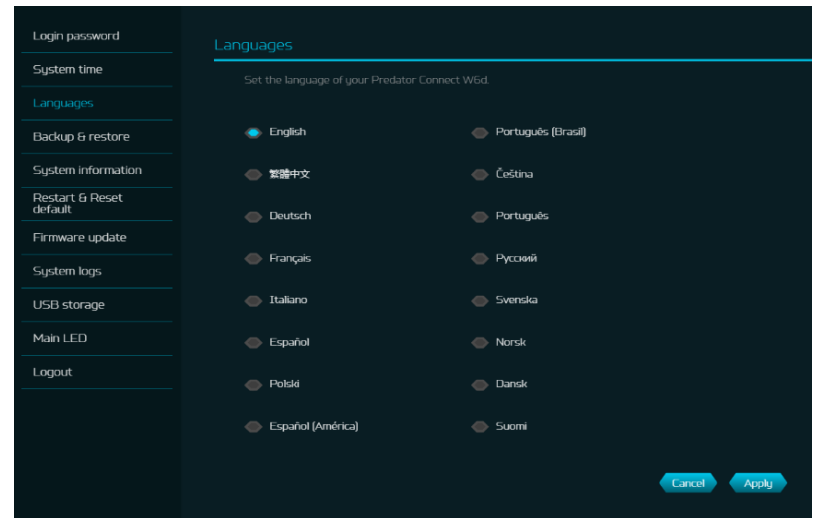 Login password
System time
Languages
Backup & restore
System information
Restart & Reset
default
Firmware update
System logs
USB storage
Main LED
Logout
Languages
Set the language of your Predator Connect W6d.
English
Português (Brasil)
繁體中文
Čeština
Deutsch
Português
Français
Русский
Italiano
Svenska
Español
Norsk
Polski
Dansk
Español (América)
Suomi
Cancel
Apply